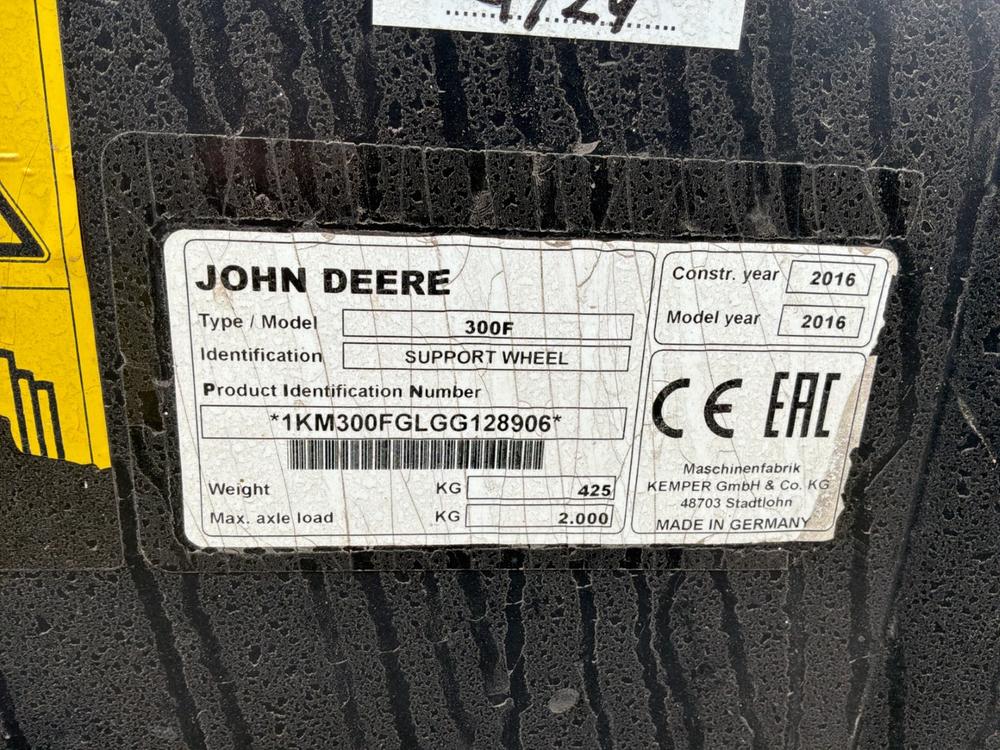 JOHN DEERE
Type / Model 300F
Identification SUPPORT WHEEL
Product Identification Number
*1KM300FGLGG128906*
Weight KG 425
Max. axle load KG 2.000
Constr. year 2016
Model year 2016
CE EAC
Maschinenfabrik
KEMPER GmbH & Co. KG
48703 Stadtlohn
MADE IN GERMANY